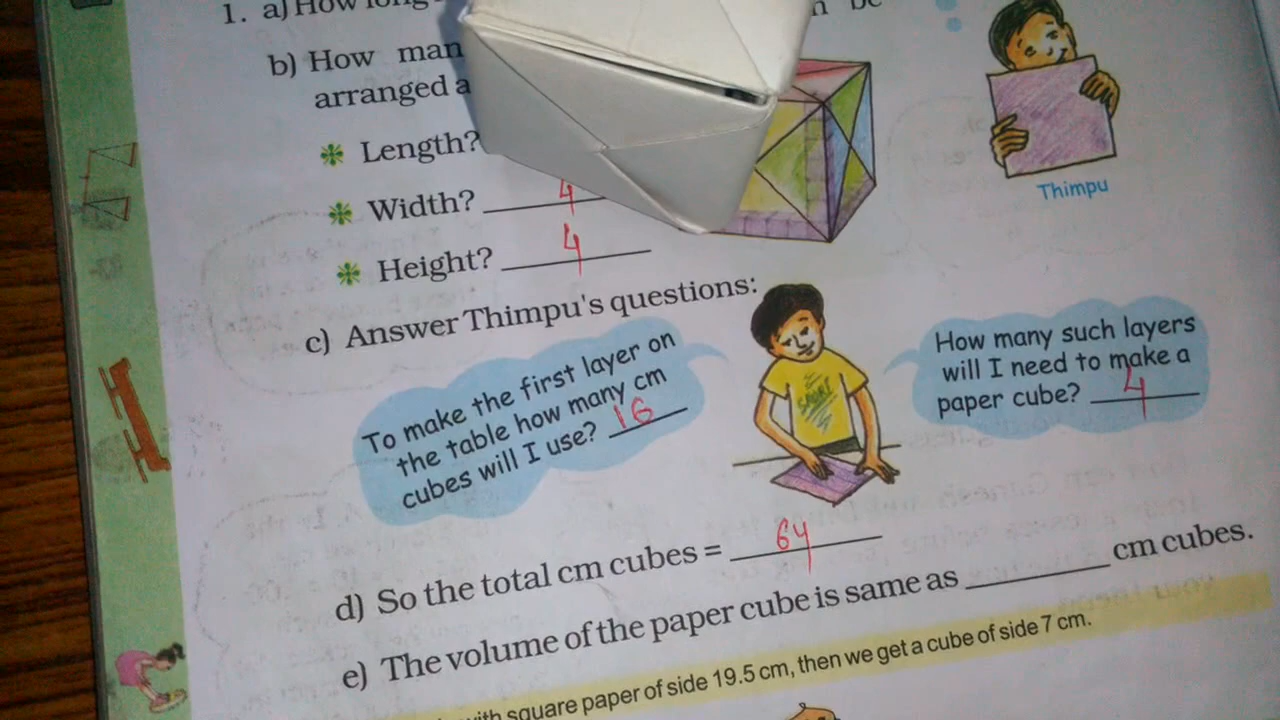 1. a) How long
b) How man
arranged a
Length?
Width? 4
Height? 4
Thimpu
c) Answer Thimpu's questions:
To make the first layer on
the table how many cm
cubes will I use? 16
How many such layers
will I need to make a
paper cube? 4
d) So the total cm cubes = 64
e) The volume of the paper cube is same as ________ cm cubes.
with square paper of side 19.5 cm, then we get a cube of side 7 cm.